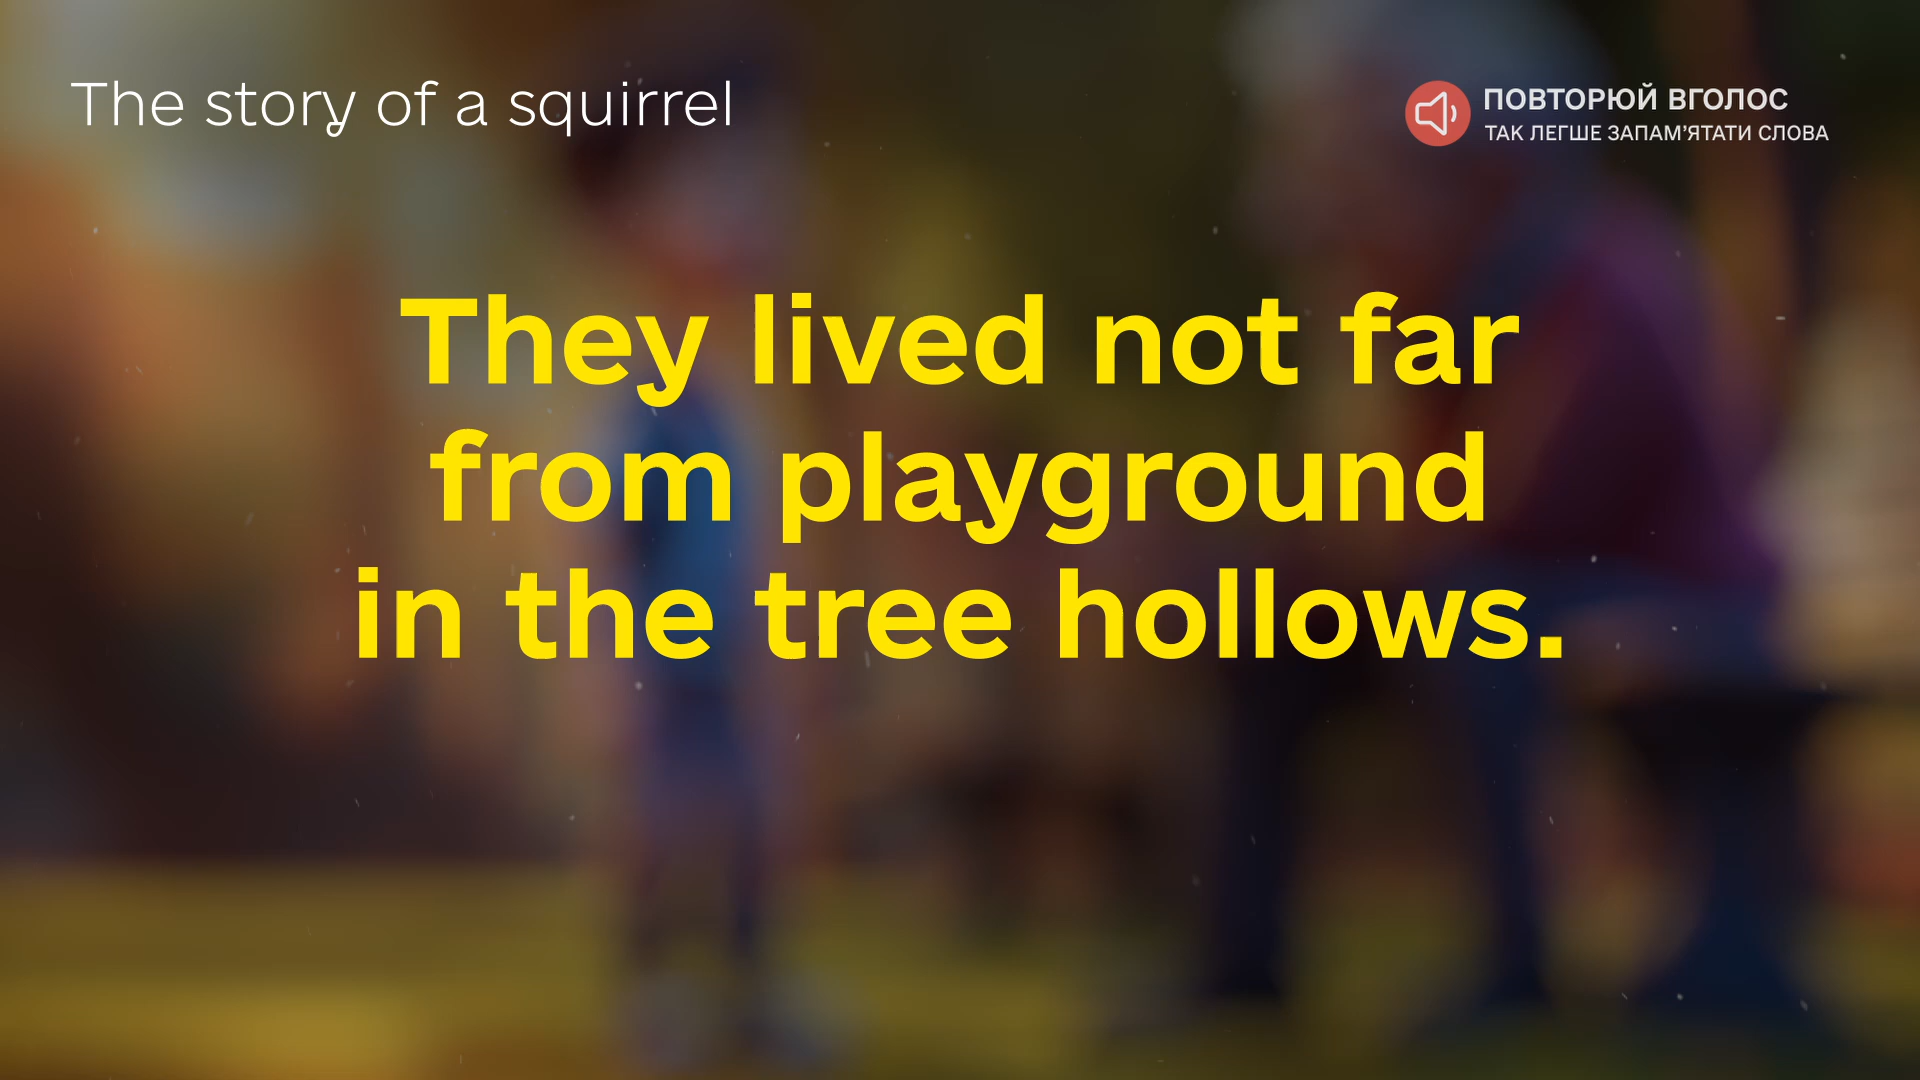 The story of a squirrel
ПОВТОРЮЙ ВГОЛОС
ТАК ЛЕГШЕ ЗАПАМ’ЯТАТИ СЛОВА
They lived not far
from playground
in the tree hollows.